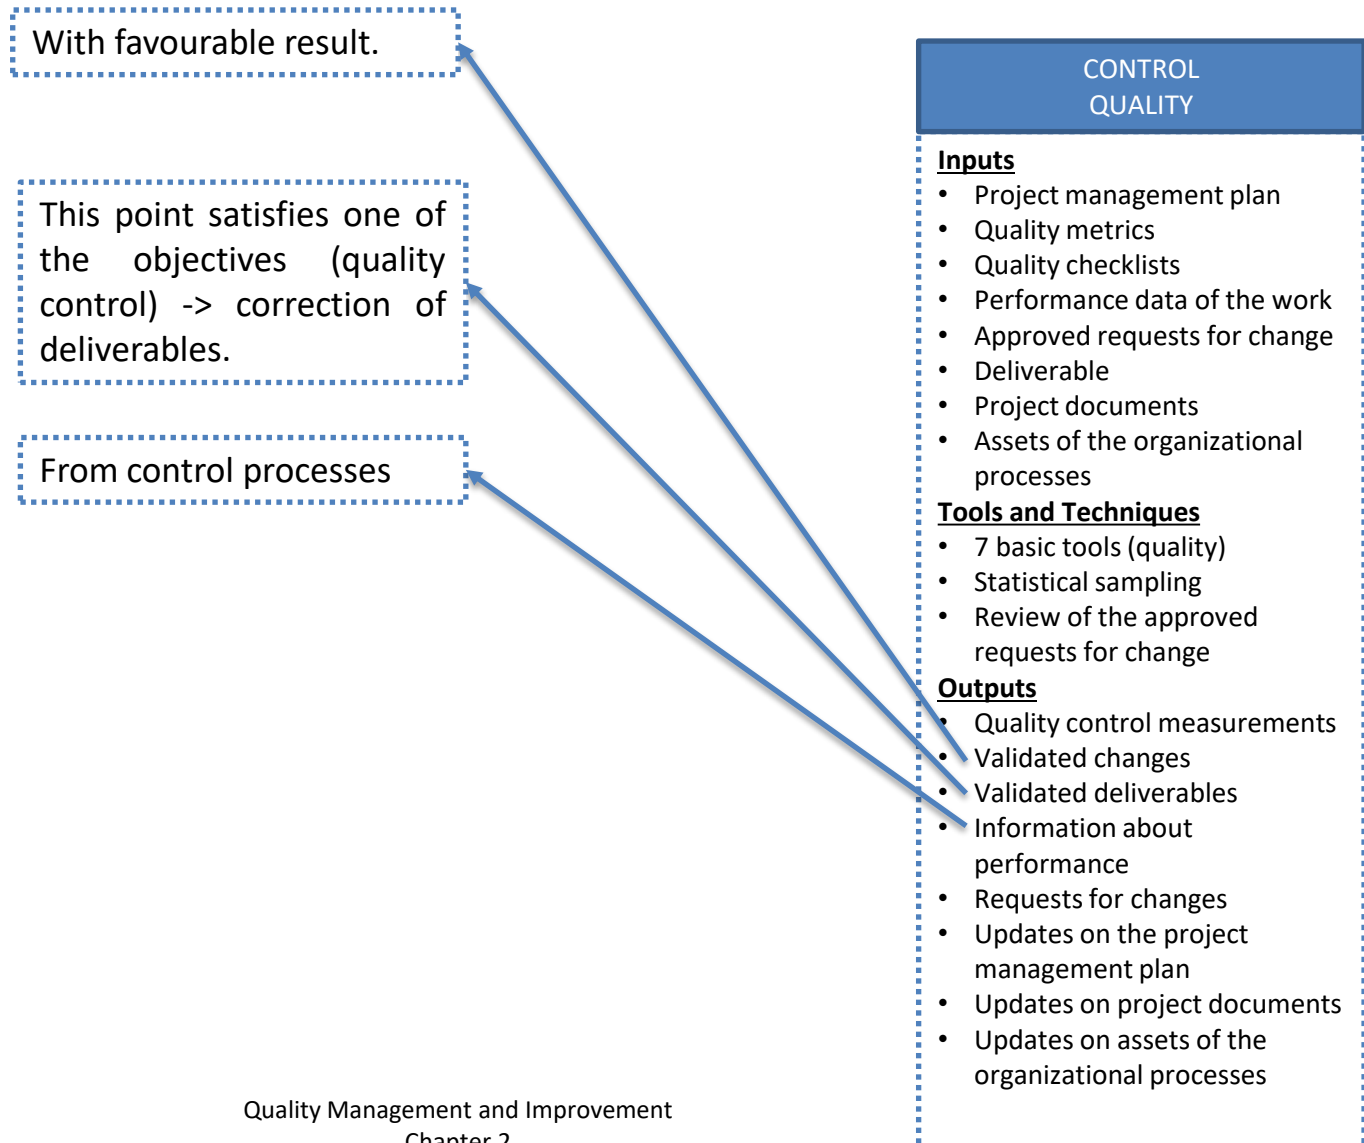 With favourable result.
This point satisfies one of
the objectives (quality
control) -> correction of
deliverables.
From control processes
CONTROL
QUALITY
Inputs
• Project management plan
• Quality metrics
• Quality checklists
• Performance data of the work
• Approved requests for change
• Deliverable
• Project documents
• Assets of the organizational
processes
Tools and Techniques
• 7 basic tools (quality)
• Statistical sampling
• Review of the approved
requests for change
Outputs
• Quality control measurements
• Validated changes
• Validated deliverables
• Information about
performance
• Requests for changes
• Updates on the project
management plan
• Updates on project documents
• Updates on assets of the
organizational processes
Quality Management and Improvement
Chapter 2